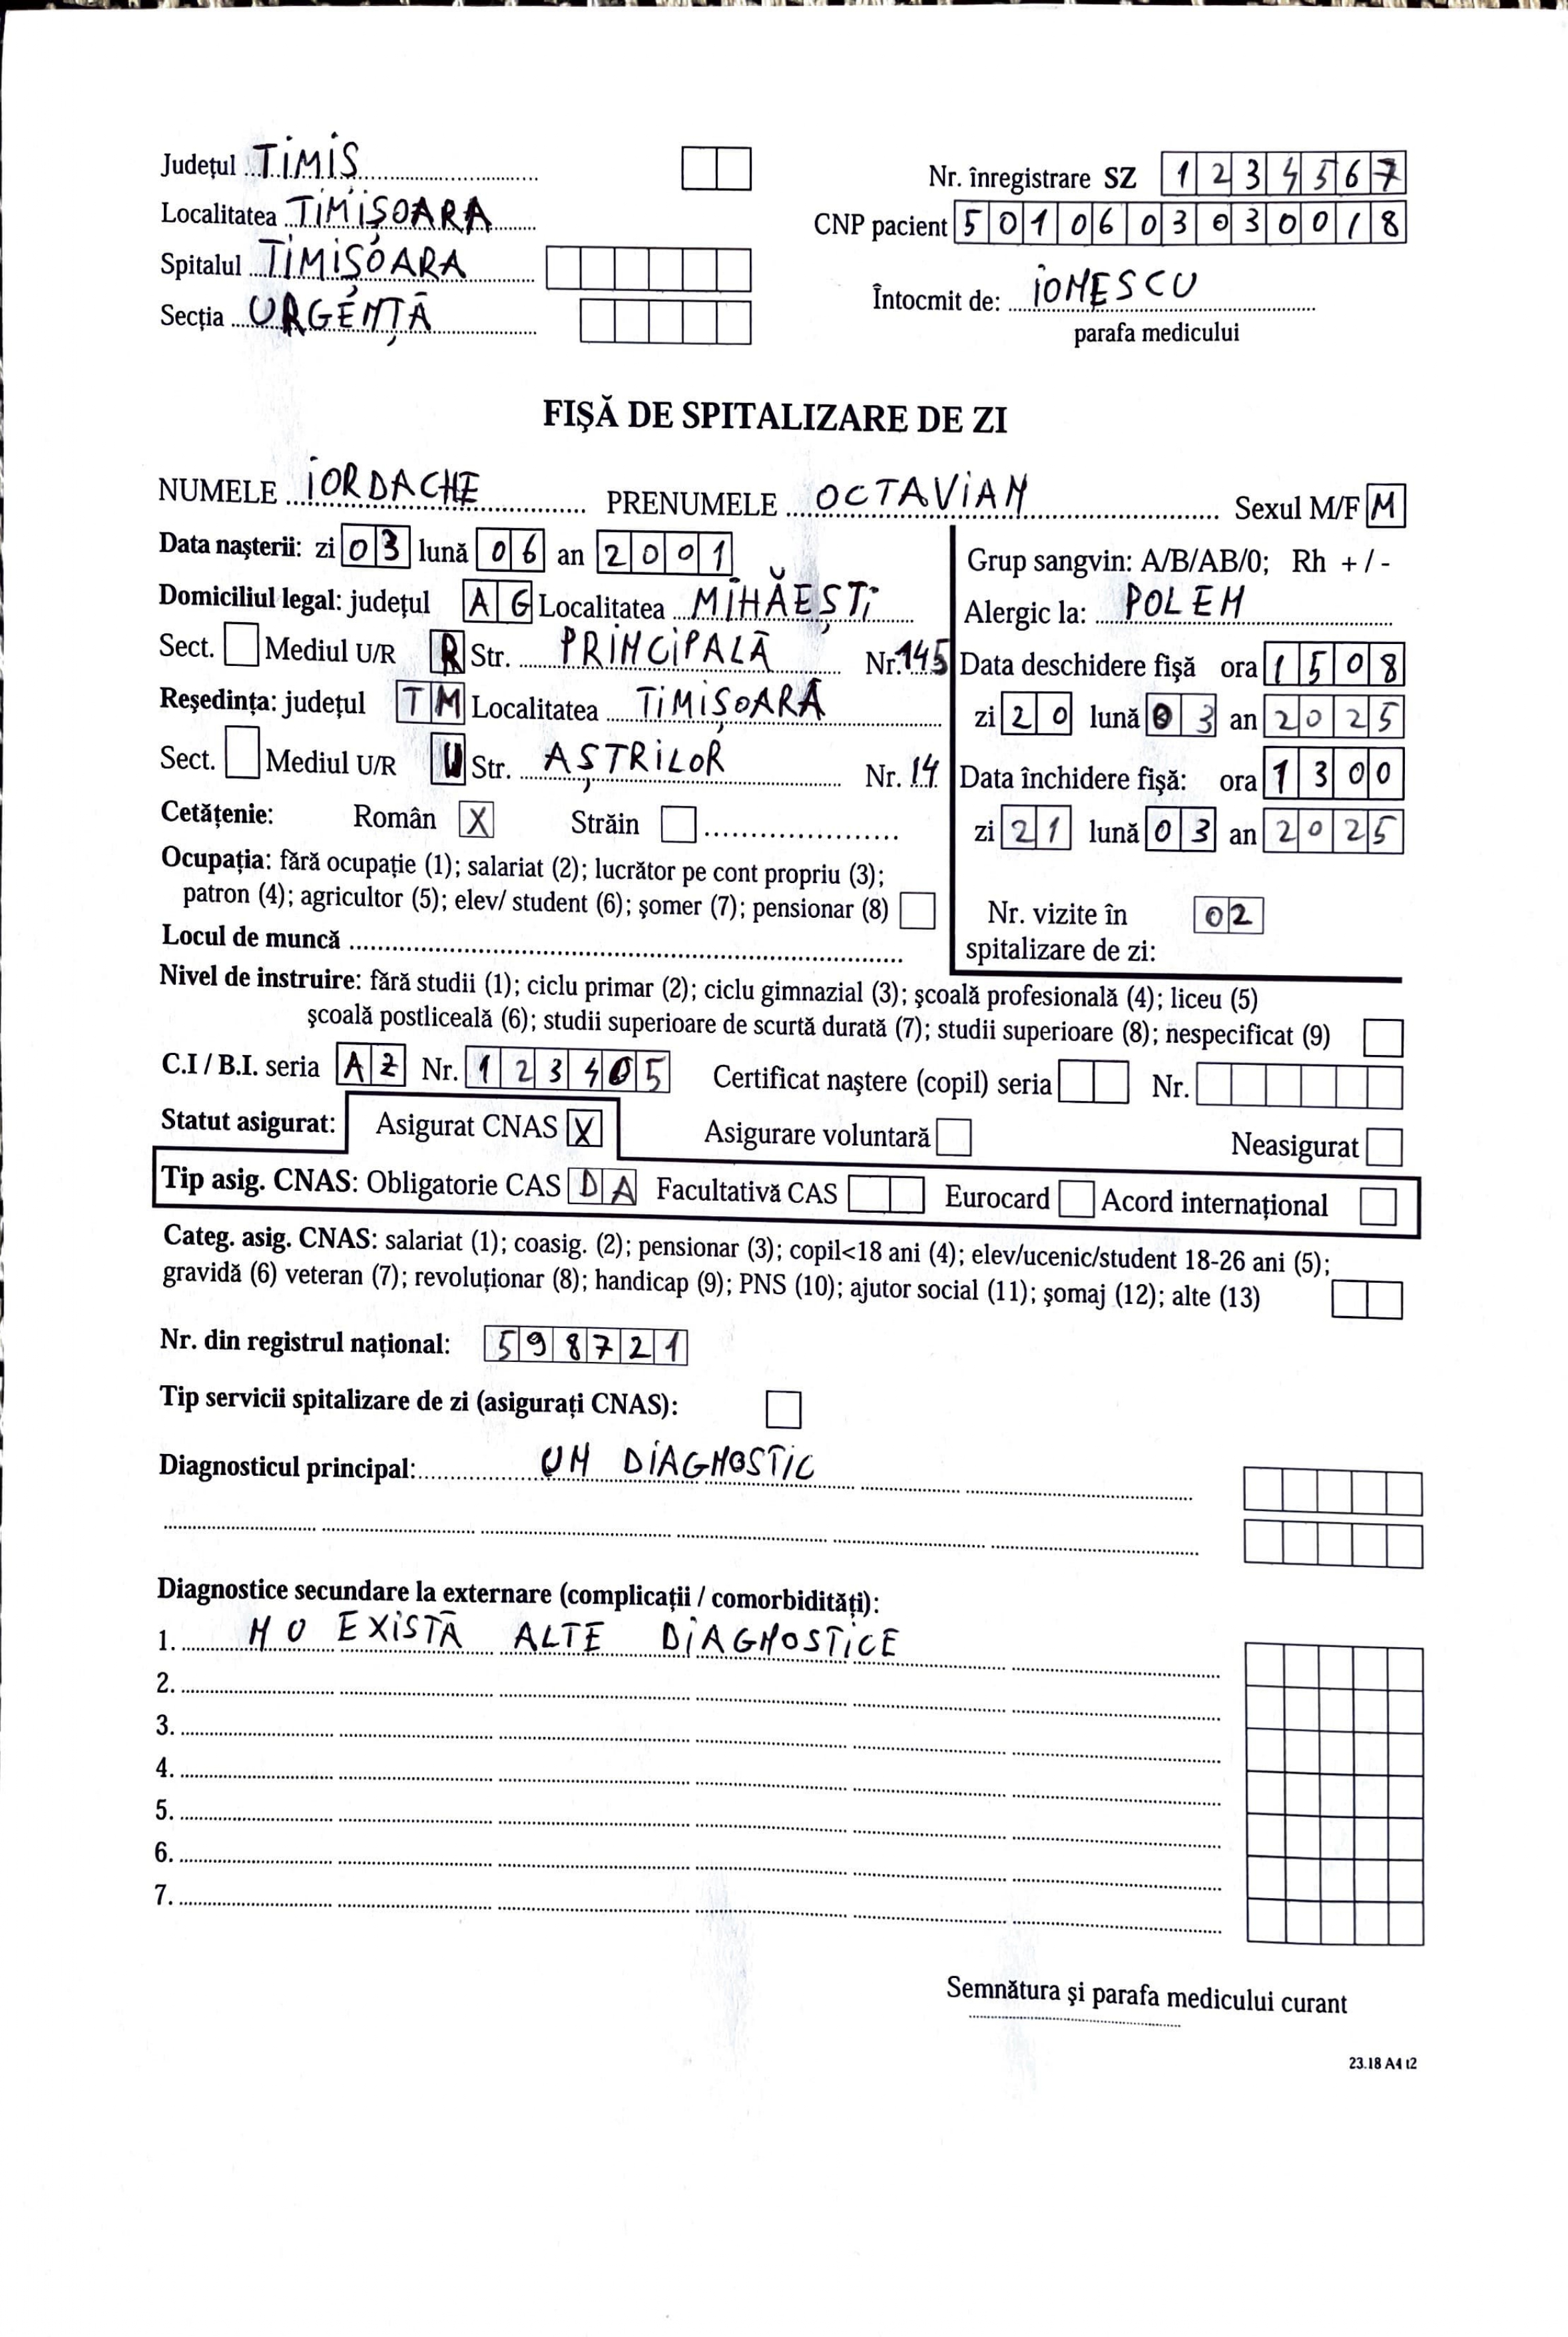 Județul TIMIȘ
Nr. înregistrare SZ 1234567
Localitatea TIMIȘOARA
CNP pacient 5010603030018
Spitalul TIMIȘOARA
Întocmit de: IONESCU
Secția URGENȚĂ
parafa medicului
FIȘĂ DE SPITALIZARE DE ZI
NUMELE IORDACHE PRENUMELE OCTAVIAN Sexul M/F M
Data nașterii: zi 03 lună 06 an 2001
Domiciliul legal: județul AG Localitatea MIHĂEȘTI
Sect. Mediul U/R R Str. PRINCIPALĂ Nr. 145
Reședința: județul TM Localitatea TIMIȘOARA
Sect. Mediul U/R U Str. AȘTRILOR Nr. 14
Cetățenie: Român X Străin
Ocupația: fără ocupație (1); salariat (2); lucrător pe cont propriu (3);
patron (4); agricultor (5); elev/ student (6); șomer (7); pensionar (8)
Locul de muncă
Grup sangvin: A/B/AB/0; Rh + / -
Alergic la: POLEN
Data deschidere fișă ora 1508
zi 20 lună 03 an 2025
Data închidere fișă: ora 1300
zi 21 lună 03 an 2025
Nr. vizite în 02
spitalizare de zi:
Nivel de instruire: fără studii (1); ciclu primar (2); ciclu gimnazial (3); școală profesională (4); liceu (5)
școală postliceală (6); studii superioare de scurtă durată (7); studii superioare (8); nespecificat (9)
C.I / B.I. seria AZ Nr. 123405 Certificat naștere (copil) seria Nr.
Statut asigurat: Asigurat CNAS X Asigurare voluntară Neasigurat
Tip asig. CNAS: Obligatorie CAS DA Facultativă CAS Eurocard Acord internațional
Categ. asig. CNAS: salariat (1); coasig. (2); pensionar (3); copil<18 ani (4); elev/ucenic/student 18-26 ani (5);
gravidă (6) veteran (7); revoluționar (8); handicap (9); PNS (10); ajutor social (11); șomaj (12); alte (13)
Nr. din registrul național: 598721
Tip servicii spitalizare de zi (asigurați CNAS):
Diagnosticul principal: UN DIAGNOSTIC
Diagnostice secundare la externare (complicații / comorbidități):
1. NU EXISTĂ ALTE DIAGNOSTICE
2.
3.
4.
5.
6.
7.
Semnătura și parafa medicului curant
23.18 A4 t2